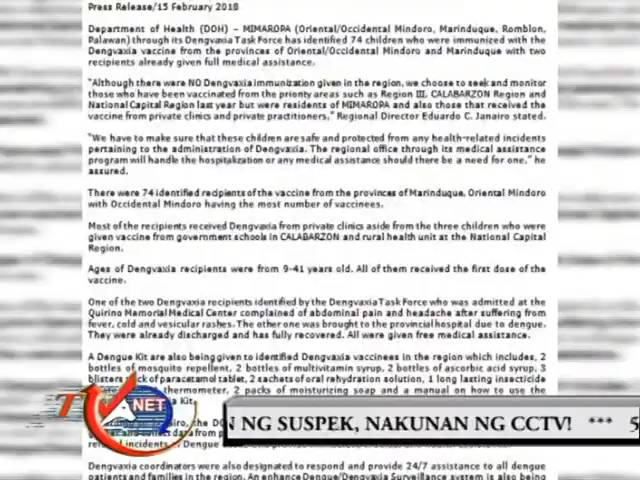 Press Release/15 February 2018
Department of Health (DOH) – MIMAROPA (Oriental/Occidental Mindoro, Marinduque, Romblon,
Palawan) through its Dengvaxia Task Force has identified 74 children who were immunized with the
Dengvaxia vaccine from the provinces of Oriental/Occidental Mindoro and Marinduque with two
recipients already given full medical assistance.
"Although there were NO Dengvaxia immunization given in the region, we choose to seek and monitor
those who have been vaccinated from the priority areas such as Region III, CALABARZON Region and
National Capital Region last year but were residents of MIMAROPA and also those that received the
vaccine from private clinics and private practitioners," Regional Director Eduardo C. Janairo stated.
"We have to make sure that these children are safe and protected from any health-related incidents
pertaining to the administration of Dengvaxia. The regional office through its medical assistance
program will handle the hospitalization or any medical assistance should there be a need for one," he
assured.
There were 74 identified recipients of the vaccine from the provinces of Marinduque, Oriental Mindoro
with Occidental Mindoro having the most number of vaccinees.
Most of the recipients received Dengvaxia from private clinics aside from the three children who were
given vaccine from government schools in CALABARZON and rural health unit at the National Capital
Region.
Ages of Dengvaxia recipients were from 9-41 years old. All of them received the first dose of the
vaccine.
One of the two Dengvaxia recipients identified by the Dengvaxia Task Force who was admitted at the
Quirino Memorial Medical Center complained of abdominal pain and headache after suffering from
fever, cold and vesicular rashes. The other one was brought to the provincial hospital due to dengue.
They were already discharged and has fully recovered. All were given free medical assistance.
A Dengue Kit are also being given to identified Dengvaxia vaccinees in the region which includes, 2
bottles of mosquito repellent, 2 bottles of multivitamin syrup, 2 bottles of ascorbic acid syrup, 3
blisters pack of paracetamol tablet, 2 sachets of oral rehydration solution, 1 long lasting insecticide
thermometer, 2 packs of moisturizing soap and a manual on how to use the
Kit.
TV NET
N NG SUSPEK, NAKUNAN NG CCTV! *** 5
the DO
from p
related incidents
Dengvaxia coordinators were also designated to respond and provide 24/7 assistance to all dengue
patients and families in the region. An enhance Dengue/Dengvaxia Surveillance system is also being